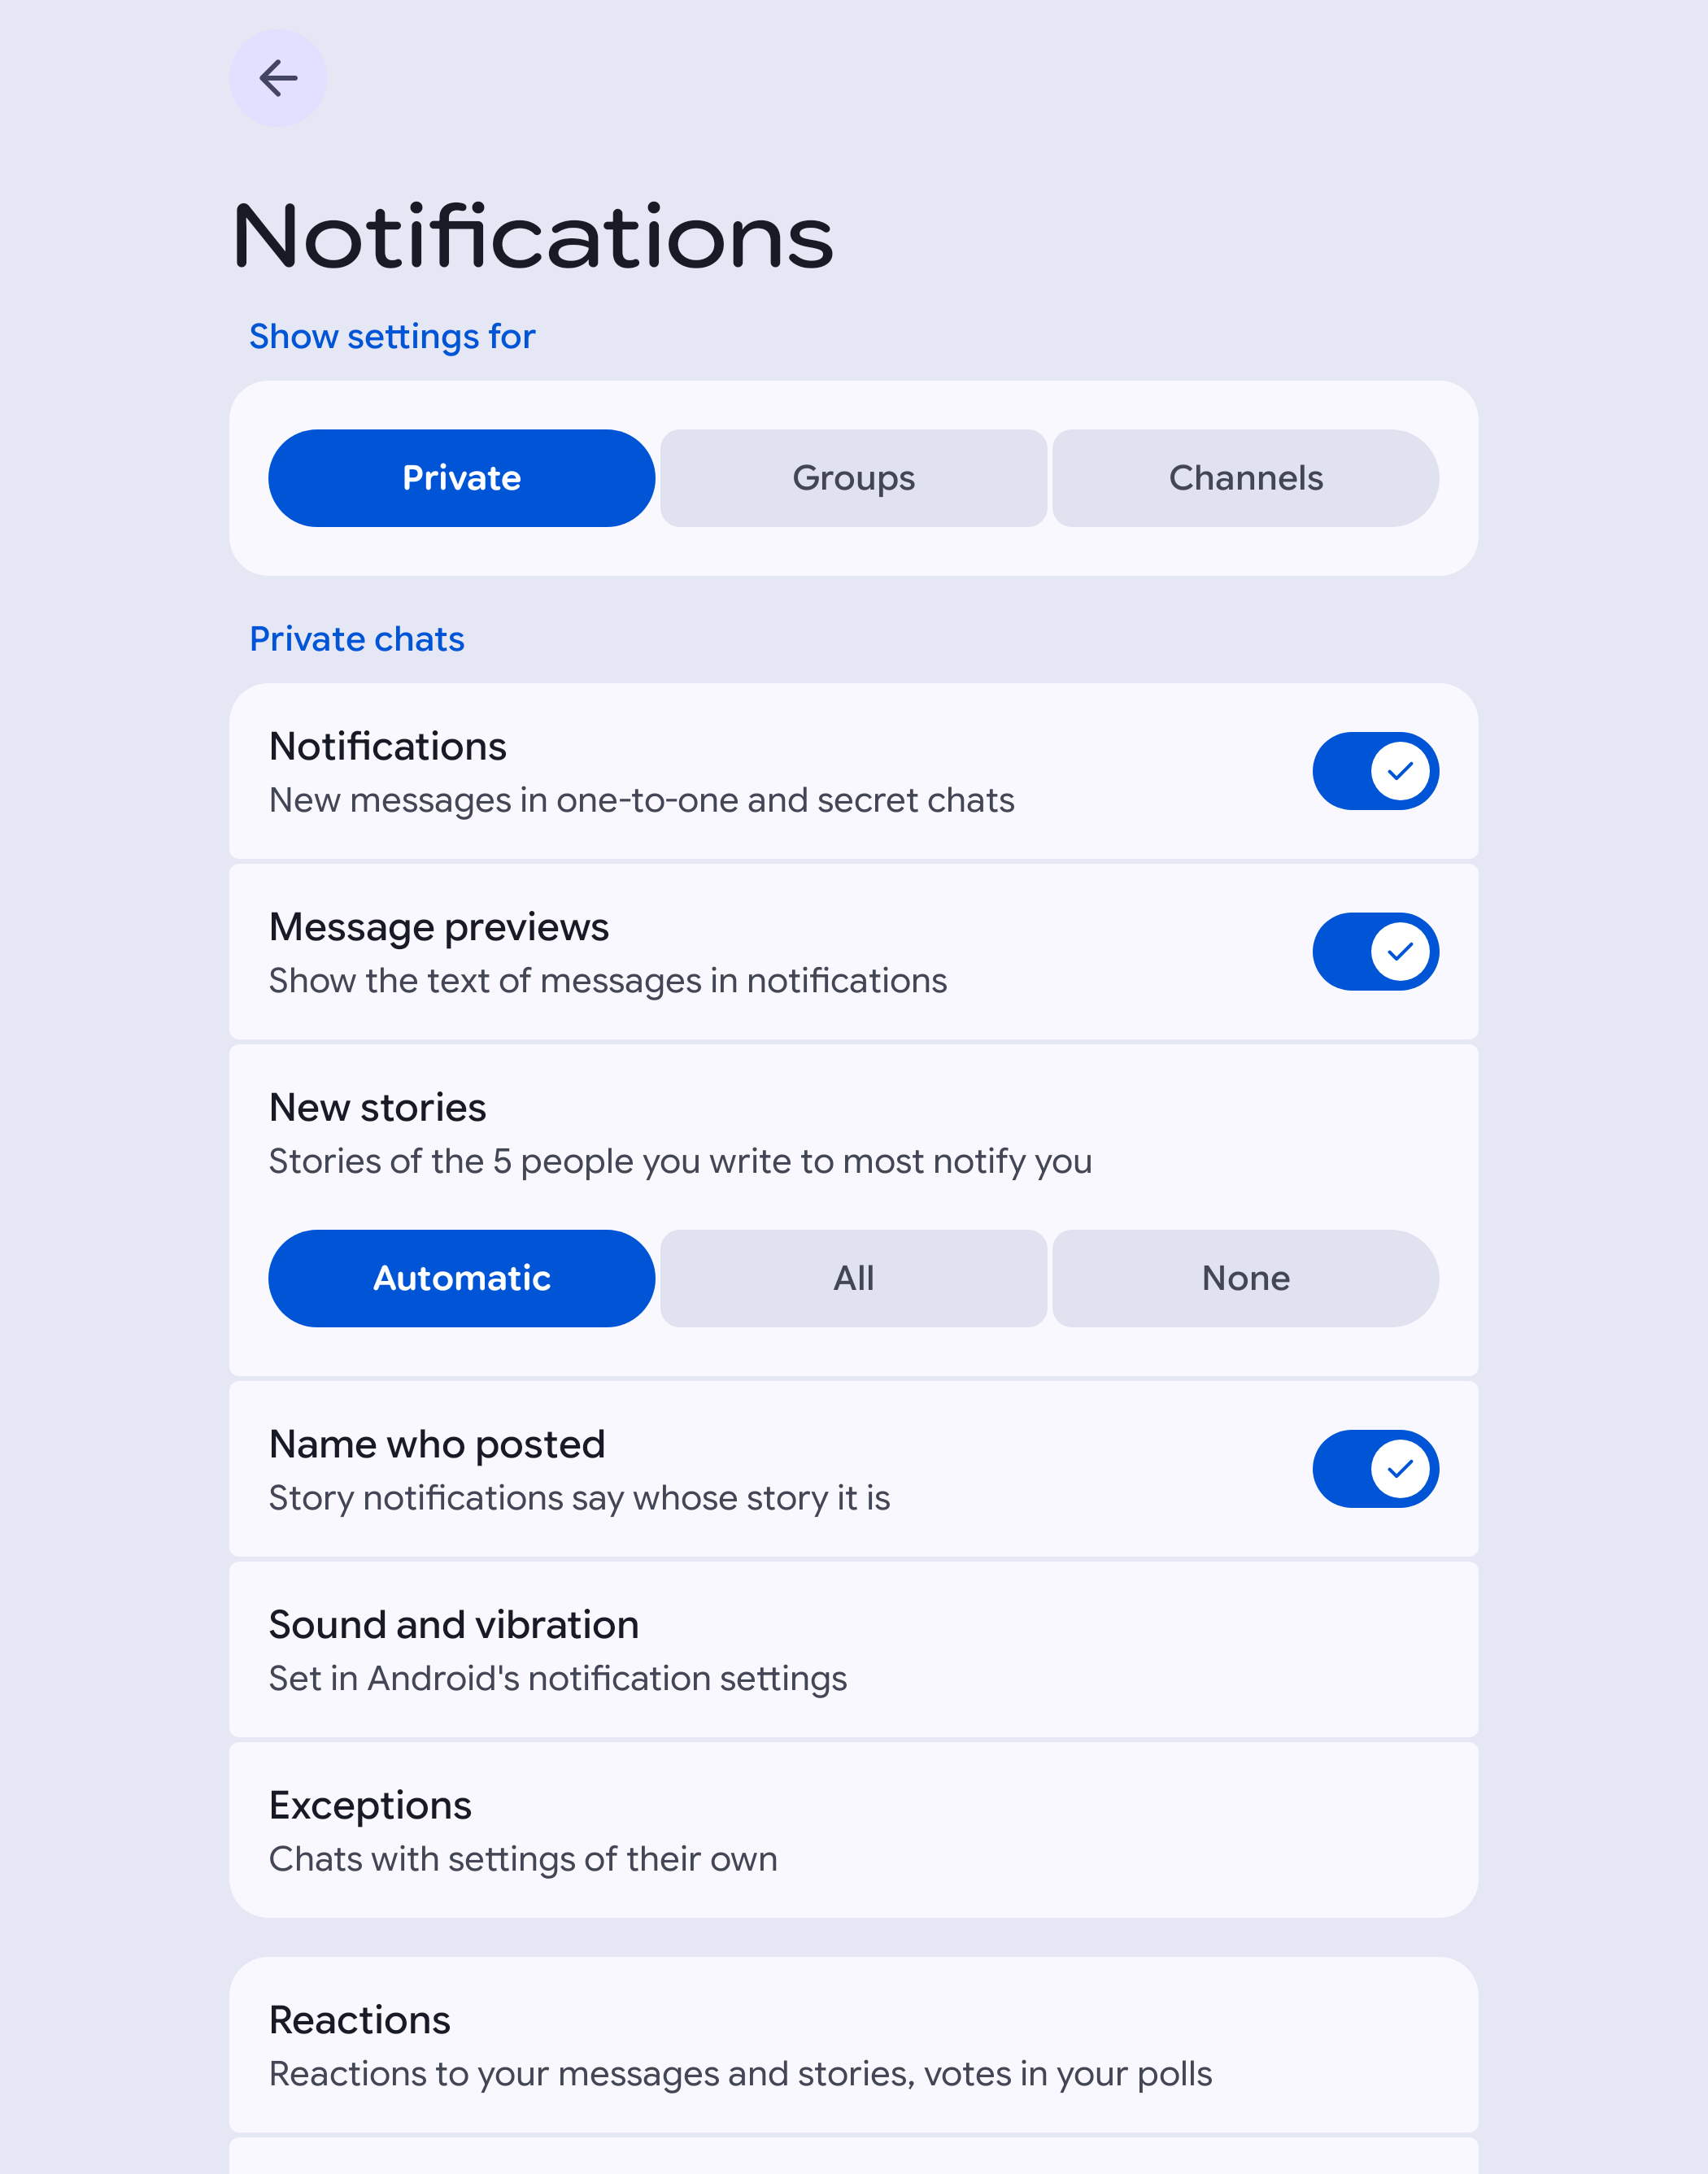 Notifications
Show settings for
Private
Groups
Channels
Private chats
Notifications
New messages in one-to-one and secret chats
Message previews
Show the text of messages in notifications
New stories
Stories of the 5 people you write to most notify you
Automatic
All
None
Name who posted
Story notifications say whose story it is
Sound and vibration
Set in Android's notification settings
Exceptions
Chats with settings of their own
Reactions
Reactions to your messages and stories, votes in your polls